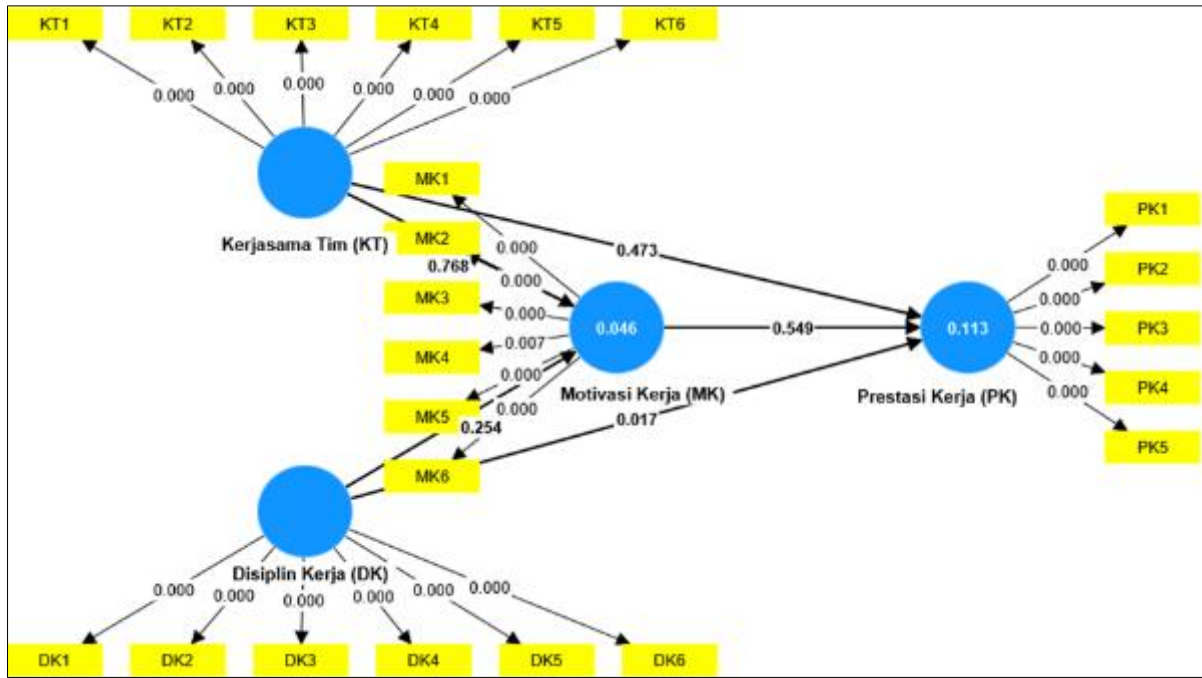 KT1 KT2 KT3 KT4 KT5 KT6
0.000 0.000 0.000 0.000 0.000 0.000
MK1
PK1
Kerjasama Tim (KT)
MK2
0.000
0.473
0.000
0.768
0.000
PK2
MK3
0.000
0.000
0.046
0.549
0.113
0.000
PK3
MK4
0.007
0.000
0.000
PK4
Motivasi Kerja (MK)
Prestasi Kerja (PK)
MK5
0.000
0.254
0.017
0.000
PK5
MK6
Disiplin Kerja (DK)
0.000 0.000 0.000 0.000 0.000 0.000
DK1 DK2 DK3 DK4 DK5 DK6